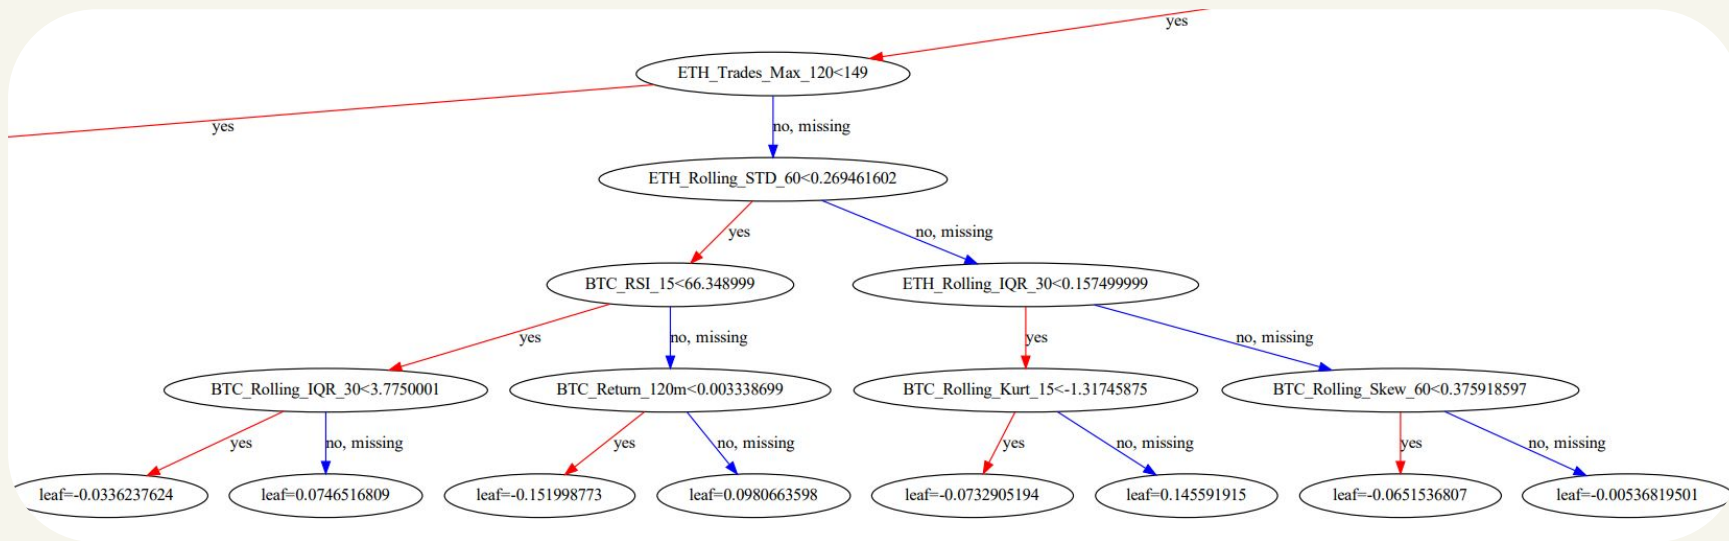 yes
ETH_Trades_Max_120<149
yes
no, missing
ETH_Rolling_STD_60<0.269461602
yes
no, missing
BTC_RSI_15<66.348999
ETH_Rolling_IQR_30<0.157499999
yes
no, missing
yes
no, missing
BTC_Rolling_IQR_30<3.7750001
BTC_Return_120m<0.003338699
BTC_Rolling_Kurt_15<-1.31745875
BTC_Rolling_Skew_60<0.375918597
yes
no, missing
yes
no, missing
yes
no, missing
yes
no, missing
leaf=-0.0336237624
leaf=0.0746516809
leaf=-0.151998773
leaf=0.0980663598
leaf=-0.0732905194
leaf=0.145591915
leaf=-0.0651536807
leaf=-0.00536819501